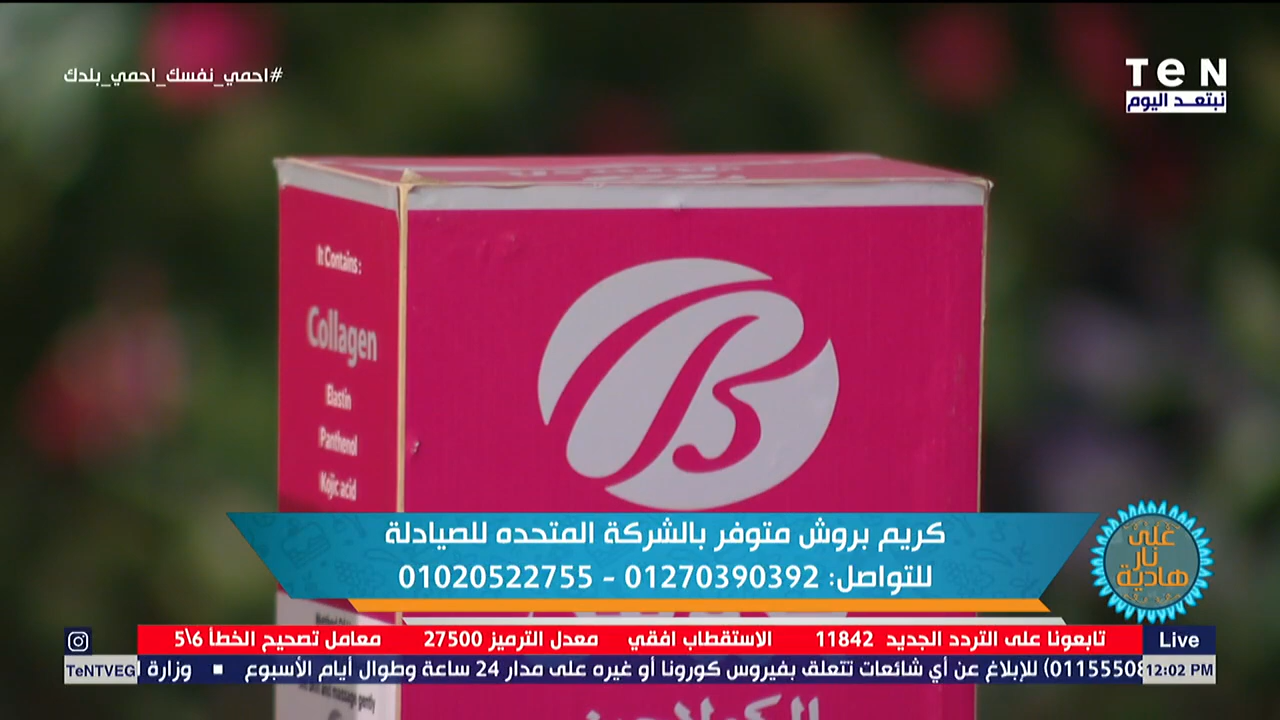 #احمي_نفسك_احمي_بلدك
TeN
نبتعد اليوم
It Contains :
Collagen
Elastin
Panthenol
Kojic acid
B
كريم بروش متوفر بالشركة المتحده للصيادلة
للتواصل: 01270390392 - 01020522755
على نار هادية
تابعونا على التردد الجديد 11842 الاستقطاب افقي معدل الترميز 27500 معامل تصحيح الخطأ 6\5
Live
01155508) للإبلاغ عن أي شائعات تتعلق بفيروس كورونا أو غيره على مدار 24 ساعة وطوال أيام الأسبوع ■ وزارة
TeNTVEG
12:02 PM